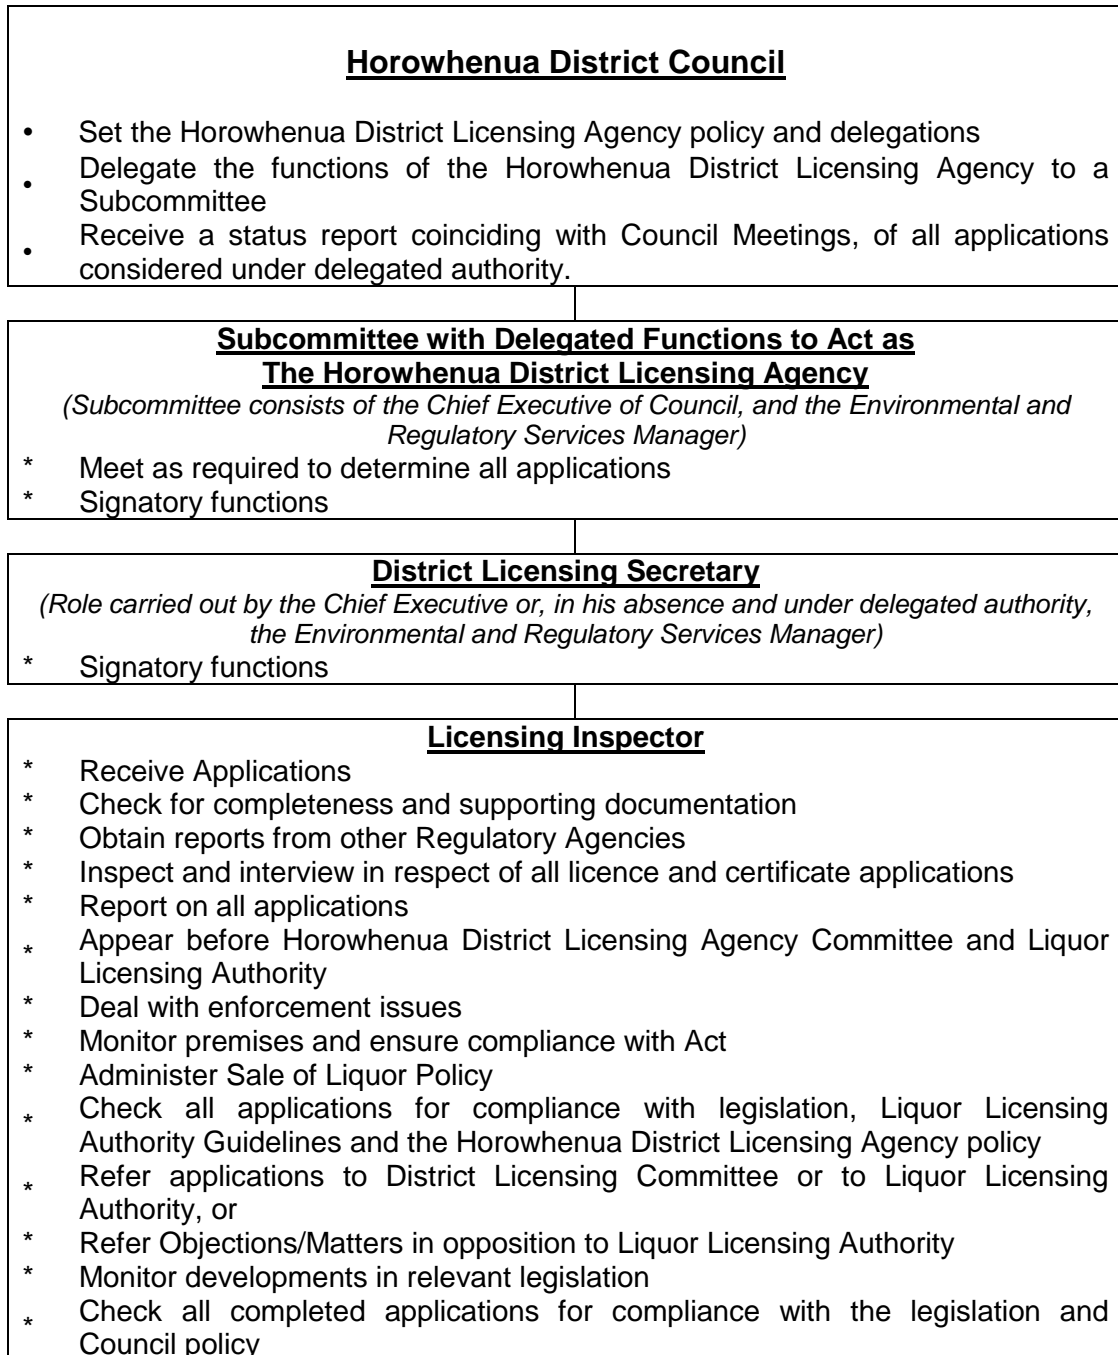 Horowhenua District Council
• Set the Horowhenua District Licensing Agency policy and delegations
• Delegate the functions of the Horowhenua District Licensing Agency to a
Subcommittee
• Receive a status report coinciding with Council Meetings, of all applications
considered under delegated authority.
Subcommittee with Delegated Functions to Act as
The Horowhenua District Licensing Agency
(Subcommittee consists of the Chief Executive of Council, and the Environmental and
Regulatory Services Manager)
* Meet as required to determine all applications
* Signatory functions
District Licensing Secretary
(Role carried out by the Chief Executive or, in his absence and under delegated authority,
the Environmental and Regulatory Services Manager)
* Signatory functions
Licensing Inspector
* Receive Applications
* Check for completeness and supporting documentation
* Obtain reports from other Regulatory Agencies
* Inspect and interview in respect of all licence and certificate applications
* Report on all applications
* Appear before Horowhenua District Licensing Agency Committee and Liquor
Licensing Authority
* Deal with enforcement issues
* Monitor premises and ensure compliance with Act
* Administer Sale of Liquor Policy
* Check all applications for compliance with legislation, Liquor Licensing
Authority Guidelines and the Horowhenua District Licensing Agency policy
* Refer applications to District Licensing Committee or to Liquor Licensing
Authority, or
* Refer Objections/Matters in opposition to Liquor Licensing Authority
* Monitor developments in relevant legislation
* Check all completed applications for compliance with the legislation and
Council policy